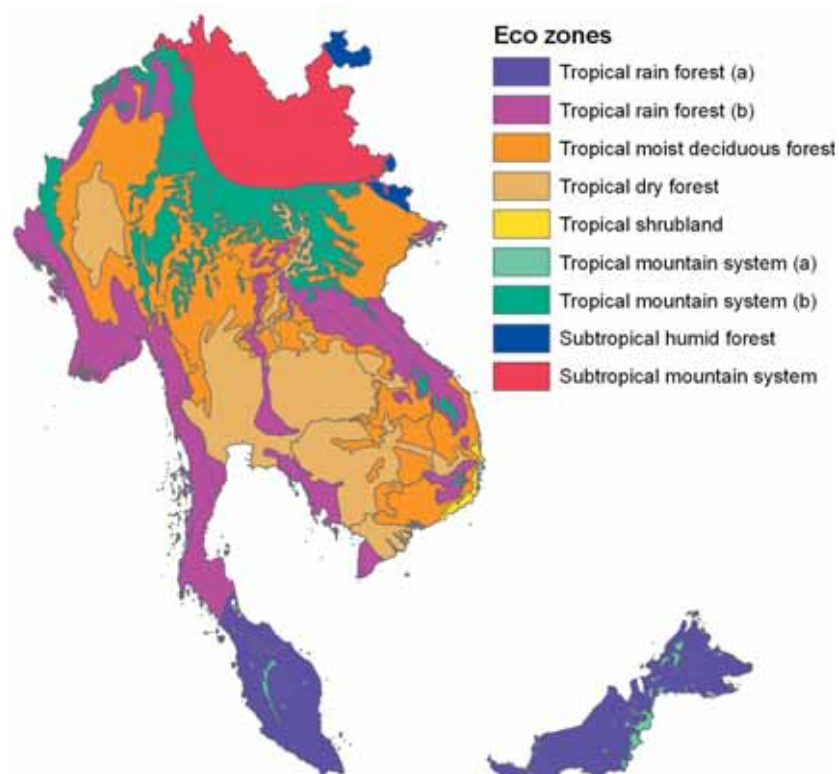 Eco zones
Tropical rain forest (a)
Tropical rain forest (b)
Tropical moist deciduous forest
Tropical dry forest
Tropical shrubland
Tropical mountain system (a)
Tropical mountain system (b)
Subtropical humid forest
Subtropical mountain system